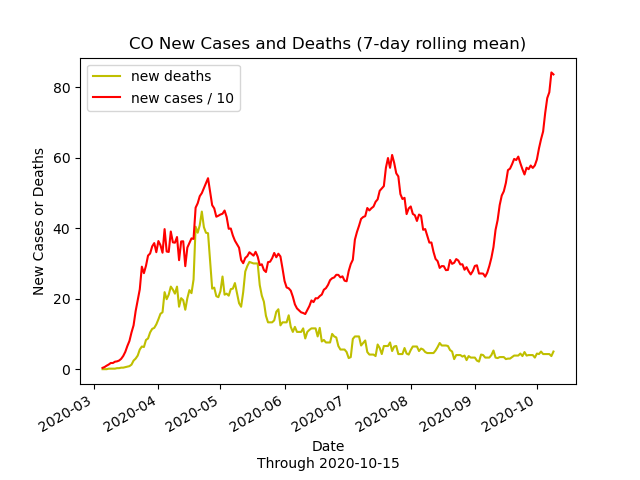 CO New Cases and Deaths (7-day rolling mean)
new deaths
new cases / 10
New Cases or Deaths
80
60
40
20
0
2020-03
2020-04
2020-05
2020-06
2020-07
2020-08
2020-09
2020-10
Date
Through 2020-10-15